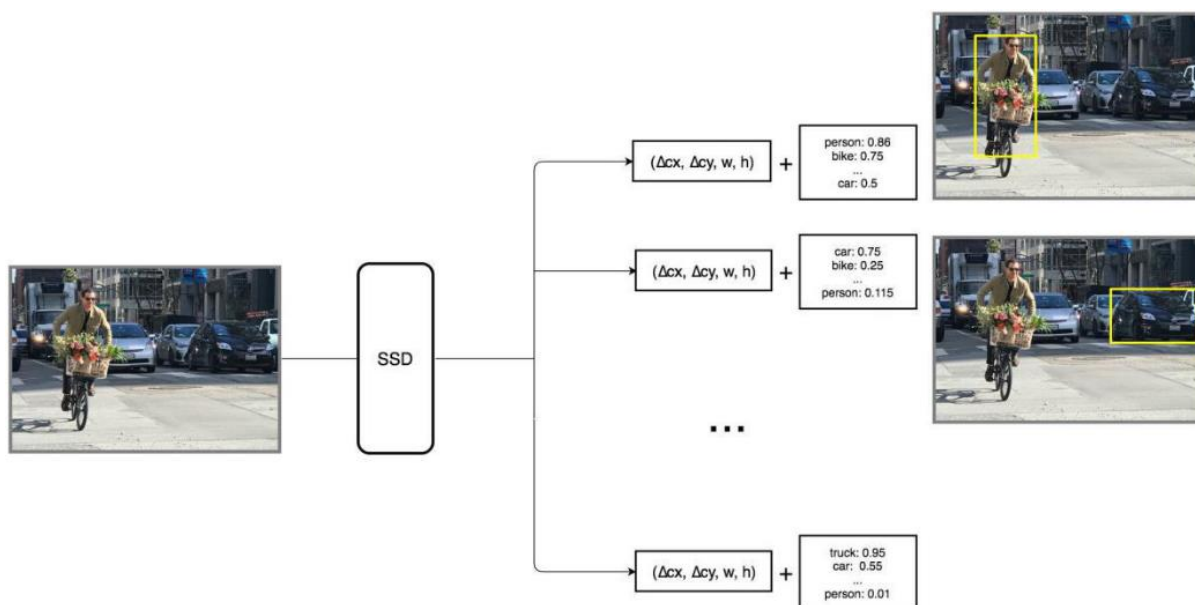 (Δcx, Δcy, w, h)
+
person: 0.86
bike: 0.75
...
car: 0.5
(Δcx, Δcy, w, h)
+
car: 0.75
bike: 0.25
...
person: 0.115
SSD
...
(Δcx, Δcy, w, h)
+
truck: 0.95
car: 0.55
...
person: 0.01